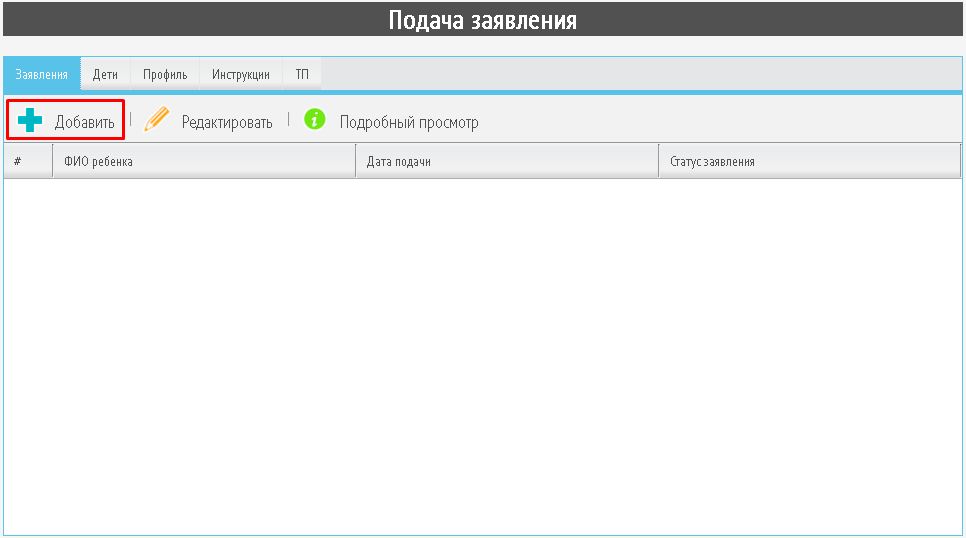 Подача заявления
Заявления Дети Профиль Инструкции ТП
Добавить Редактировать Подробный просмотр
# ФИО ребенка Дата подачи Статус заявления